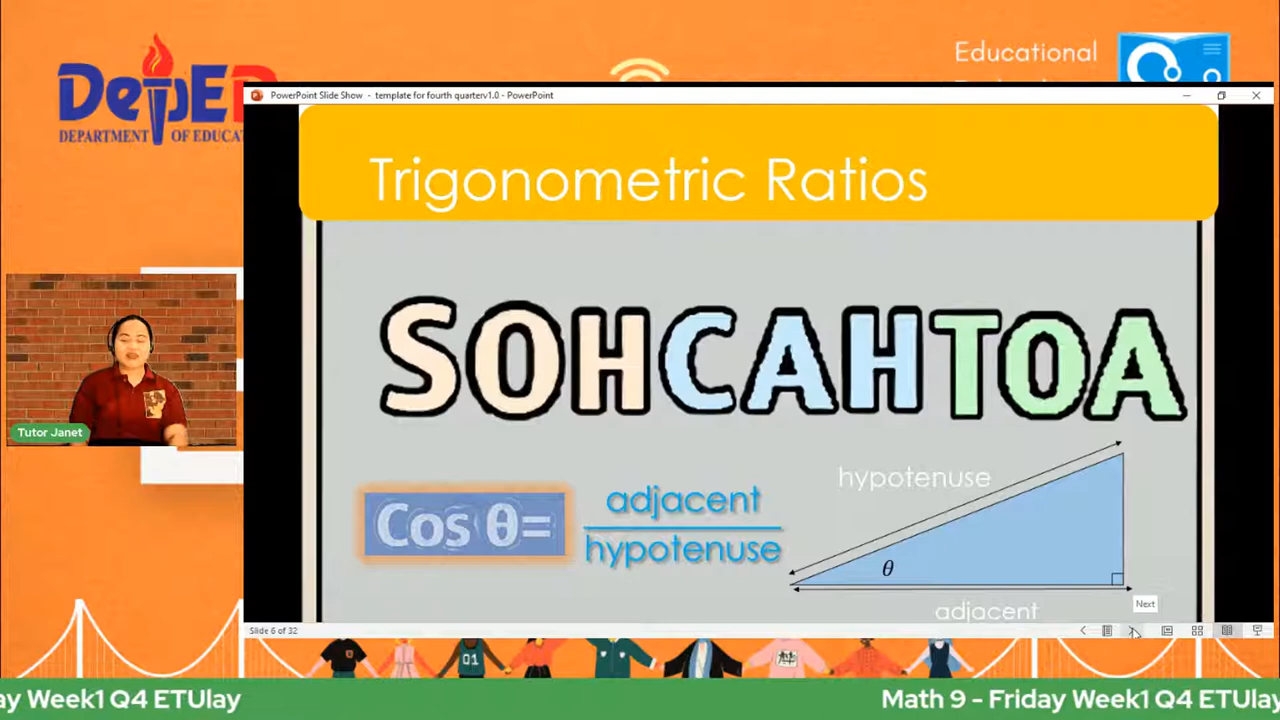 DepED
DEPARTMENT OF EDUCAT
Educational
PowerPoint Slide Show - template for fourth quarterv1.0 - PowerPoint
Trigonometric Ratios
SOHCAHTOA
Cos θ=
adjacent
hypotenuse
hypotenuse
θ
adjacent
Next
Tutor Janet
Slide 6 of 32
01
ay Week1 Q4 ETUlay
Math 9 - Friday Week1 Q4 ETUlay